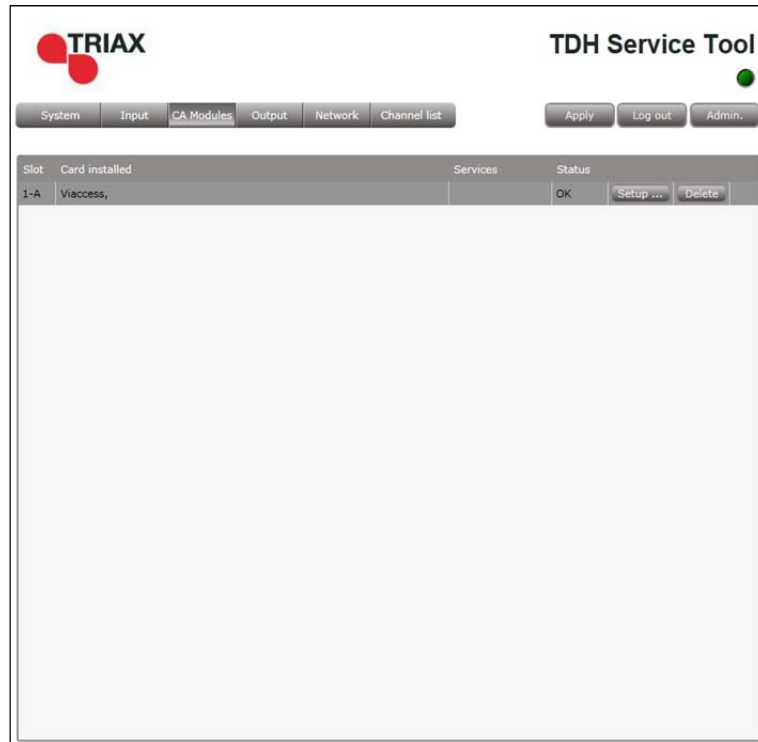 TRIAX
TDH Service Tool
System Input CA Modules Output Network Channel list Apply Log out Admin.
Slot Card installed Services Status
1-A Viaccess, OK Setup ... Delete